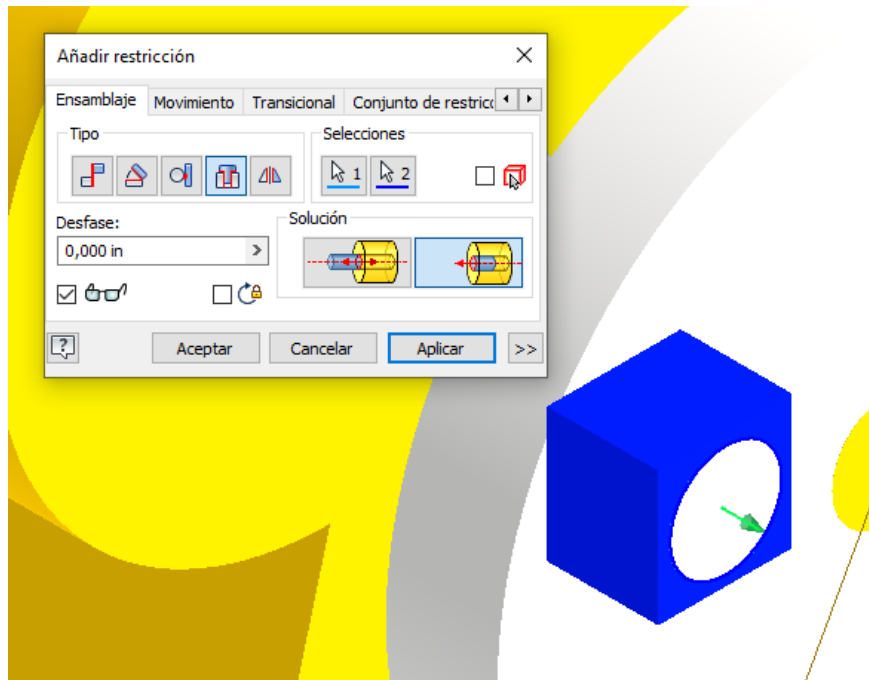 Añadir restricción
Ensamblaje Movimiento Transicional Conjunto de restricc
Tipo
Selecciones
1 2
Desfase:
Solución
0,000 in
?
Aceptar Cancelar Aplicar >>